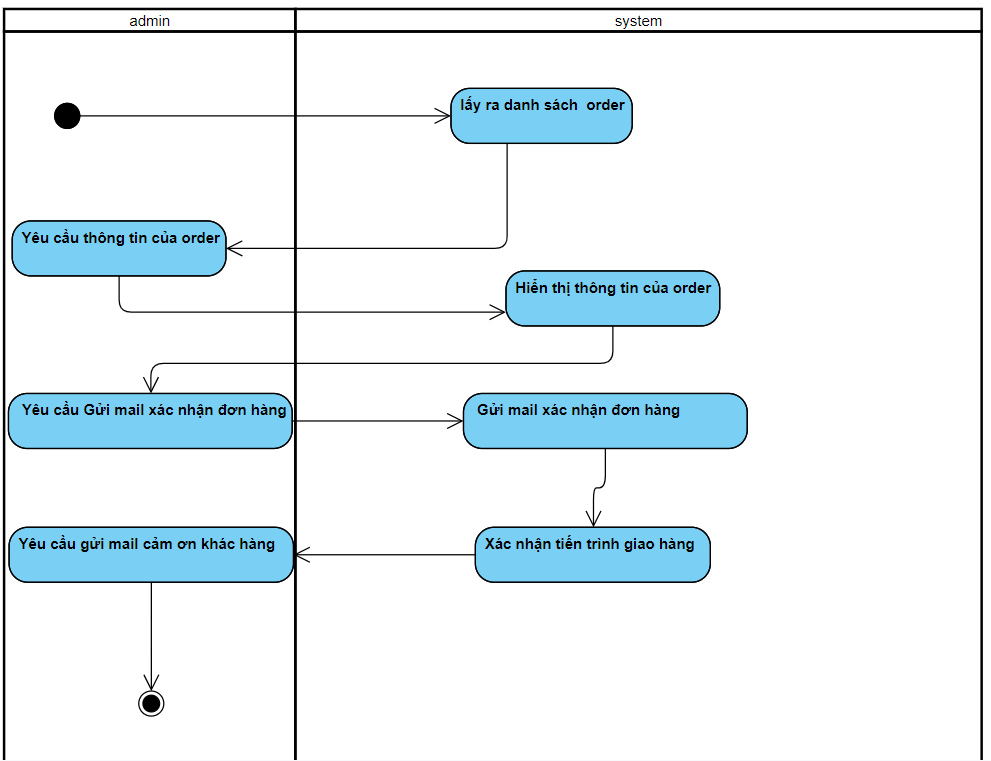 admin
system
lấy ra danh sách order
Yêu cầu thông tin của order
Hiển thị thông tin của order
Yêu cầu Gửi mail xác nhận đơn hàng
Gửi mail xác nhận đơn hàng
Yêu cầu gửi mail cảm ơn khác hàng
Xác nhận tiến trình giao hàng